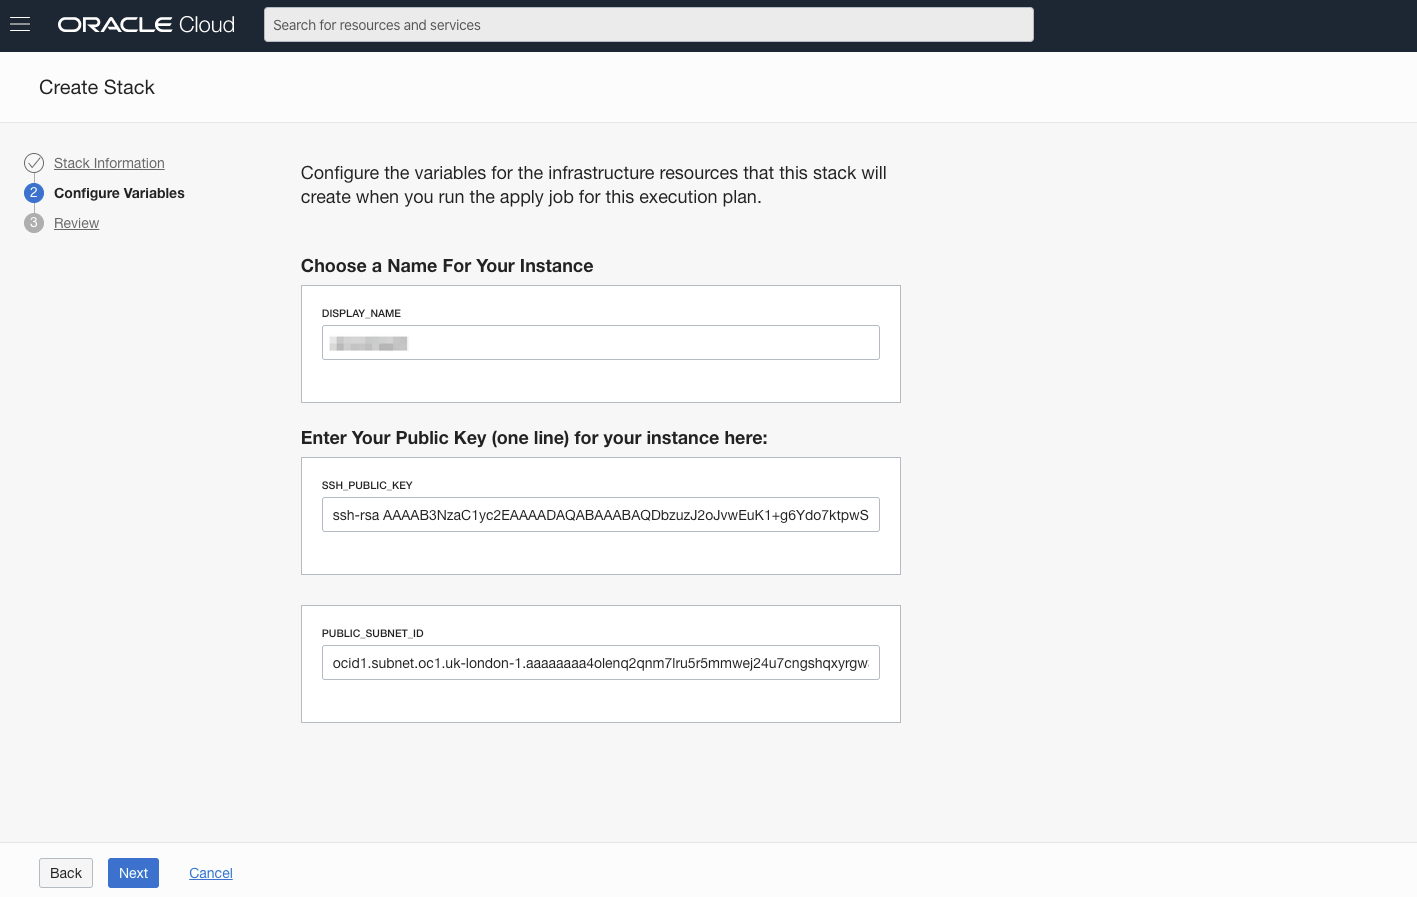 ORACLE Cloud
Search for resources and services
Create Stack
Stack Information
2 Configure Variables
3 Review
Configure the variables for the infrastructure resources that this stack will
create when you run the apply job for this execution plan.
Choose a Name For Your Instance
DISPLAY_NAME
Enter Your Public Key (one line) for your instance here:
SSH_PUBLIC_KEY
ssh-rsa AAAAB3NzaC1yc2EAAAADAQABAAABAQDbzuzJ2oJvwEuK1+g6Ydo7ktpwS
PUBLIC_SUBNET_ID
ocid1.subnet.oc1.uk-london-1.aaaaaaaa4olenq2qnm7lru5r5mmwej24u7cngshqxyrgw
Back Next Cancel